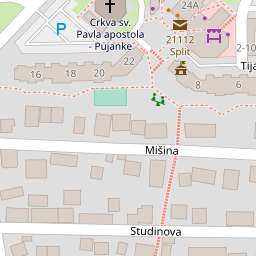 24A
Crkva sv.
Pavla apostola
- Pujanke
P
21112
Split
2-10
Tija
22
20
18
16
8
6
Mišina
Studinova